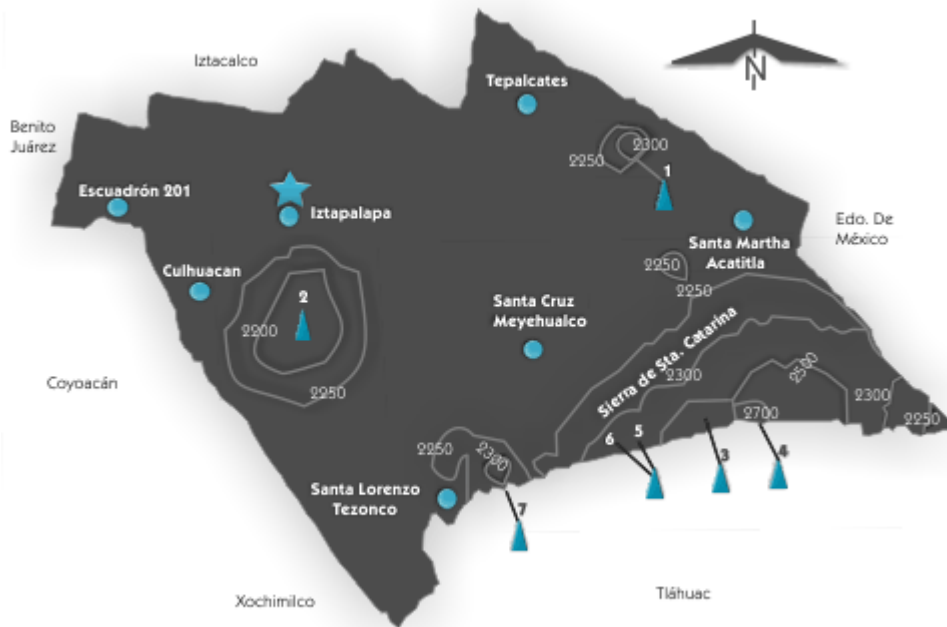 Iztacalco
Tepalcates
N
Benito
Juárez
2300
2250
1
Escuadrón 201
Iztapalapa
Edo. De
México
Santa Martha
Acatitla
Culhuacan
2250
2250
2
Santa Cruz
Meyehualco
2200
Sierra de Sta. Catarina
2300
2500
Coyoacán
2250
2300
2700
2250
2250
2300
6
5
3
4
Santa Lorenzo
Tezonco
7
Xochimilco
Tláhuac